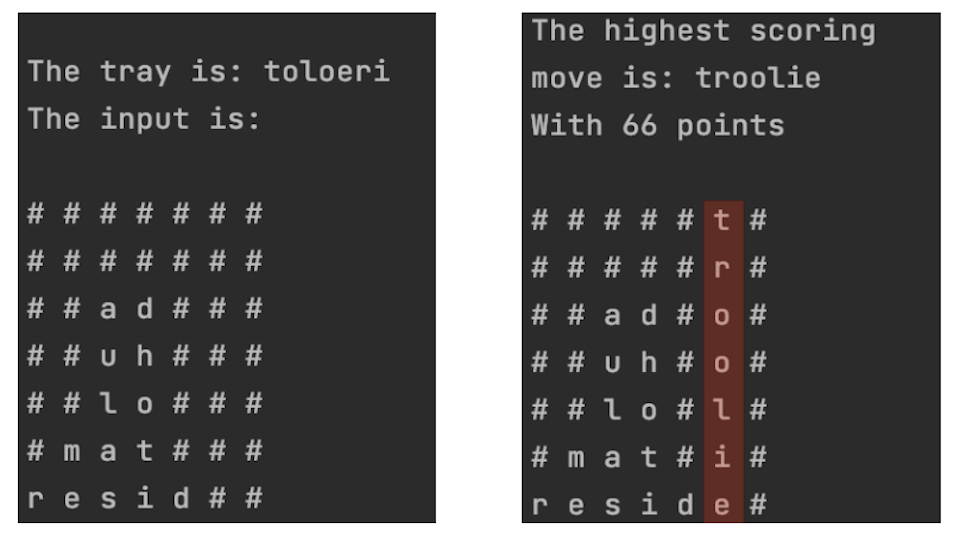 The tray is: toloeri
The input is:
# # # # # # #
# # # # # # #
# # a d # # #
# # u h # # #
# # l o # # #
# m a t # # #
r e s i d # #
The highest scoring
move is: troolie
With 66 points
# # # # # t #
# # # # # r #
# # a d # o #
# # u h # o #
# # l o # l #
# m a t # i #
r e s i d e #